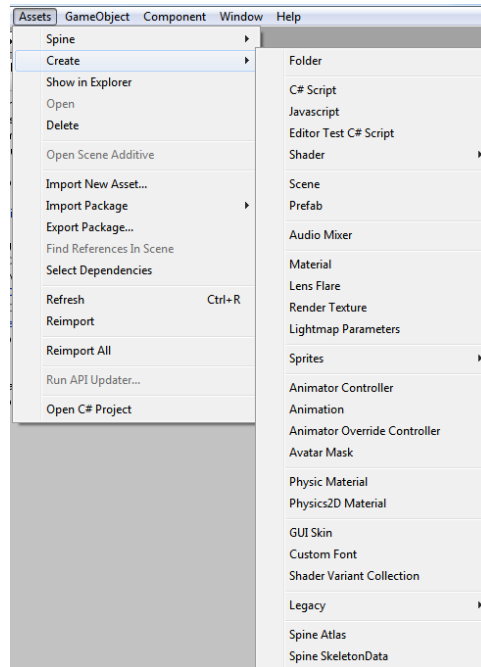 Assets GameObject Component Window Help
Spine
Create
Show in Explorer
Open
Delete
Open Scene Additive
Import New Asset...
Import Package
Export Package...
Find References In Scene
Select Dependencies
Refresh Ctrl+R
Reimport
Reimport All
Run API Updater...
Open C# Project
Folder
C# Script
Javascript
Editor Test C# Script
Shader
Scene
Prefab
Audio Mixer
Material
Lens Flare
Render Texture
Lightmap Parameters
Sprites
Animator Controller
Animation
Animator Override Controller
Avatar Mask
Physic Material
Physics2D Material
GUI Skin
Custom Font
Shader Variant Collection
Legacy
Spine Atlas
Spine SkeletonData